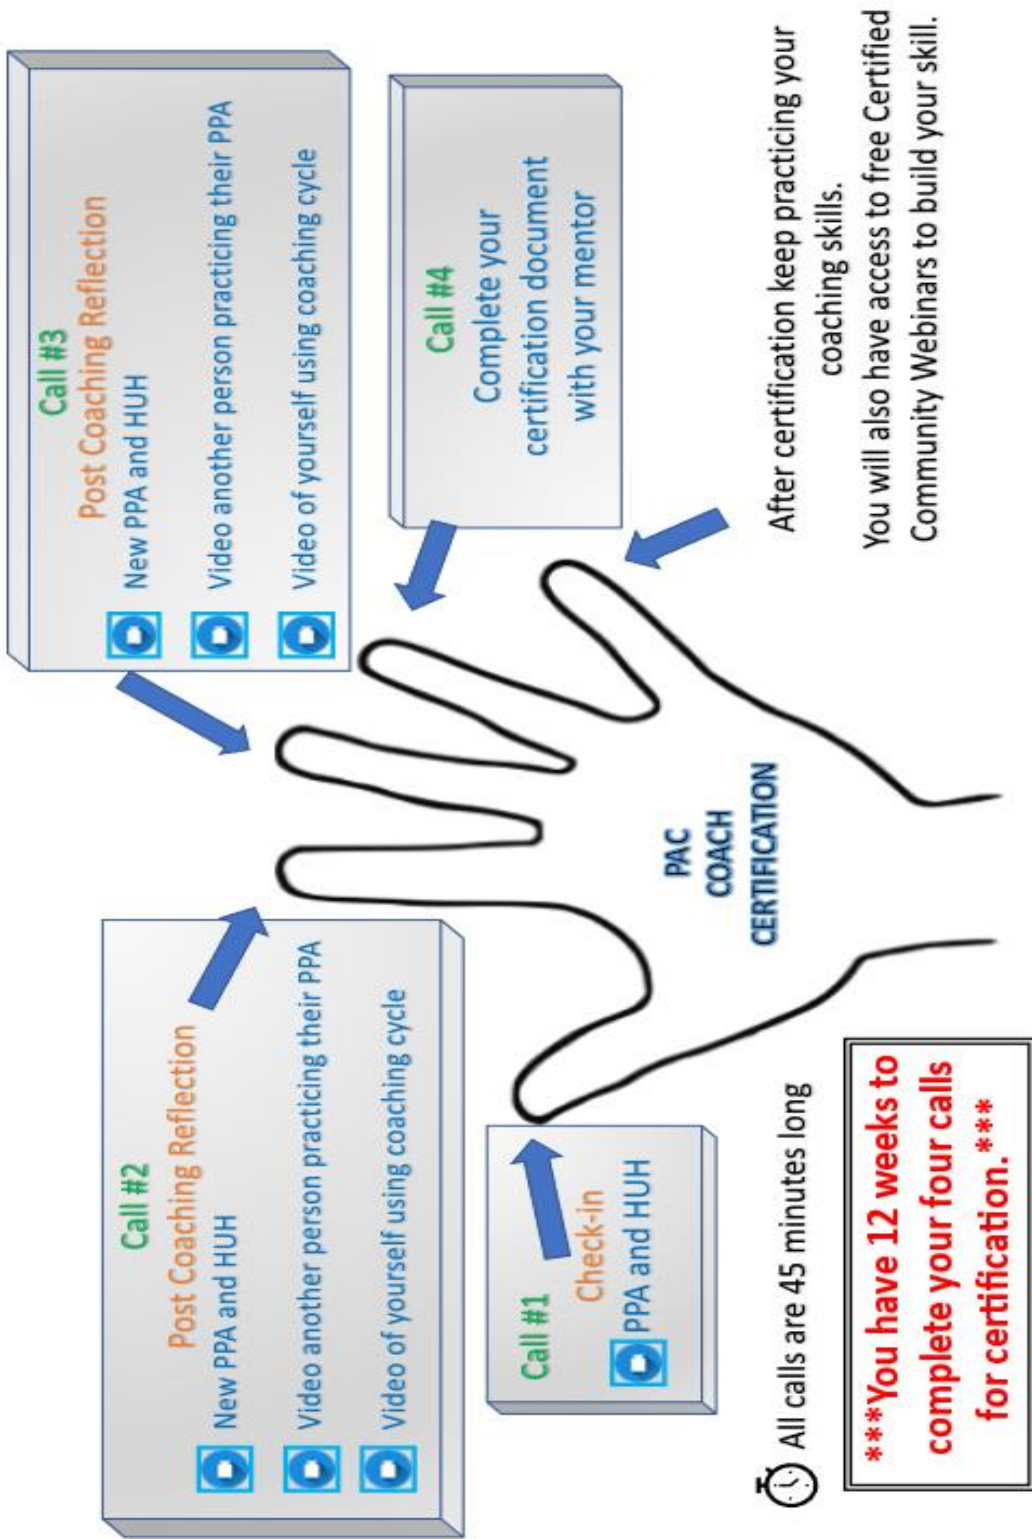 Call #1
Check-in
PPA and HUH
Call #2
Post Coaching Reflection
New PPA and HUH
Video another person practicing their PPA
Video of yourself using coaching cycle
Call #3
Post Coaching Reflection
New PPA and HUH
Video another person practicing their PPA
Video of yourself using coaching cycle
Call #4
Complete your
certification document
with your mentor
PAC
COACH
CERTIFICATION
After certification keep practicing your
coaching skills.
You will also have access to free Certified
Community Webinars to build your skill.
All calls are 45 minutes long
***You have 12 weeks to
complete your four calls
for certification. ***